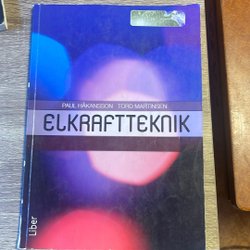 PAUL HÅKANSSON TORD MARTINSEN
ELKRAFTTEKNIK
Liber